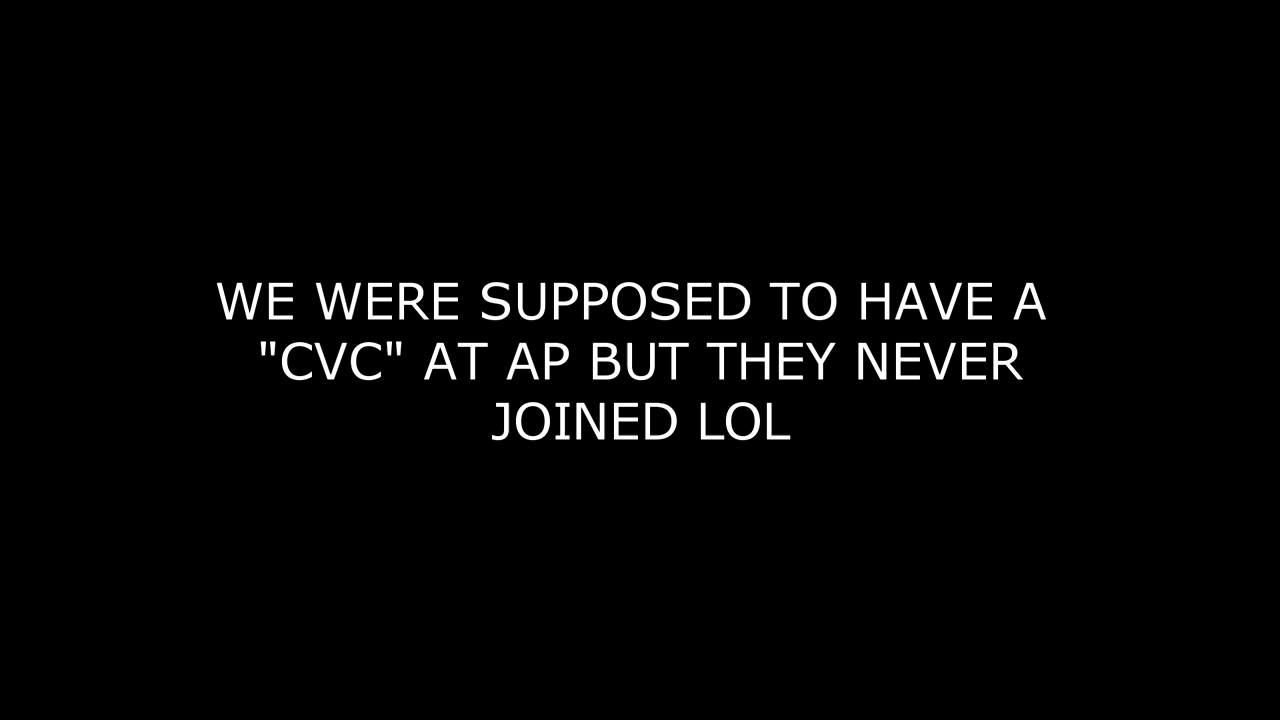 WE WERE SUPPOSED TO HAVE A
"CVC" AT AP BUT THEY NEVER
JOINED LOL